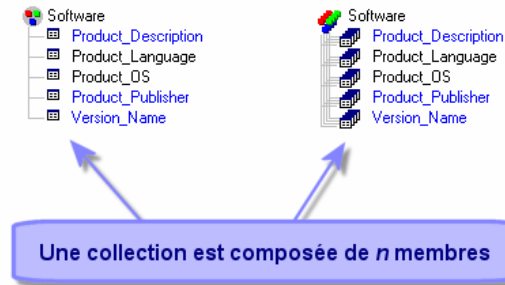 Software
Product_Description
Product_Language
Product_OS
Product_Publisher
Version_Name
Software
Product_Description
Product_Language
Product_OS
Product_Publisher
Version_Name
Une collection est composée de n membres